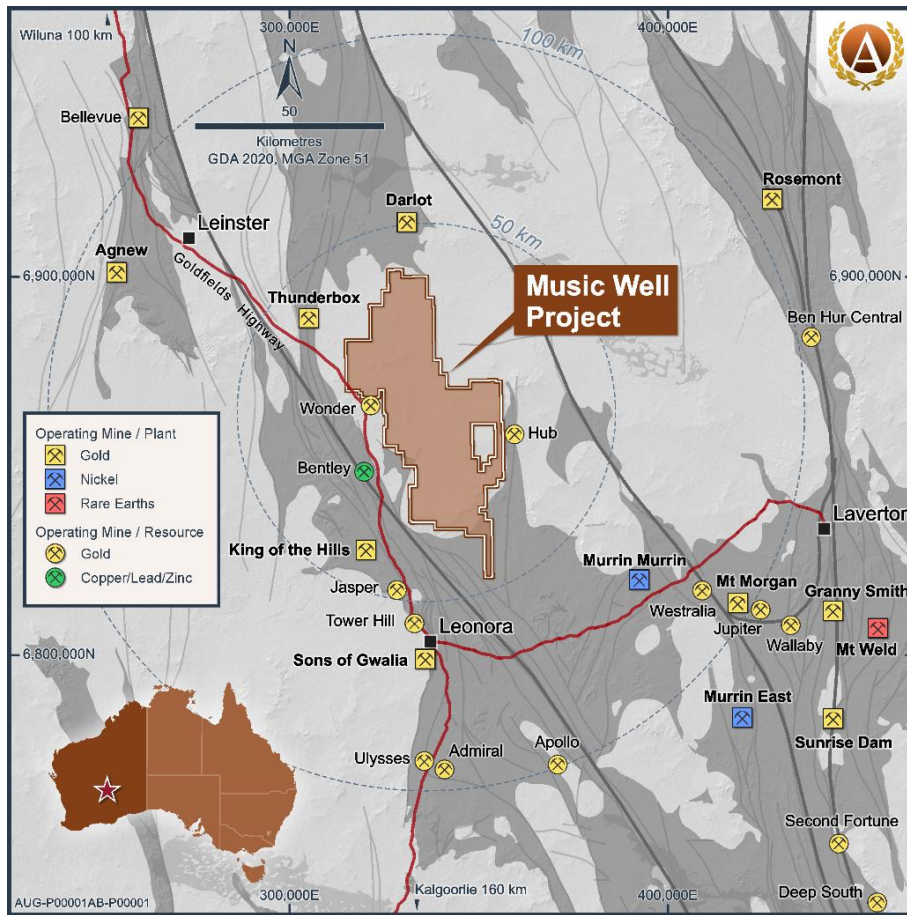 300,000E
400,000E
Wiluna 100 km
N
100 km
A
50
Kilometres
GDA 2020, MGA Zone 51
Bellevue
Darlot
Rosemont
Leinster
50 km
Agnew
6,900,000N
6,900,000N
Goldfields Highway
Thunderbox
Music Well
Project
Ben Hur Central
Wonder
Hub
Operating Mine / Plant
Gold
Nickel
Rare Earths
Operating Mine / Resource
Gold
Copper/Lead/Zinc
Bentley
Laverton
King of the Hills
Murrin Murrin
Jasper
Westralia
Mt Morgan
Granny Smith
Tower Hill
Jupiter
Wallaby
Mt Weld
Leonora
6,800,000N
Sons of Gwalia
Murrin East
Sunrise Dam
Ulysses
Admiral
Apollo
Second Fortune
Deep South
300,000E
Kalgoorlie 160 km
400,000E
AUG-P00001AB-P00001